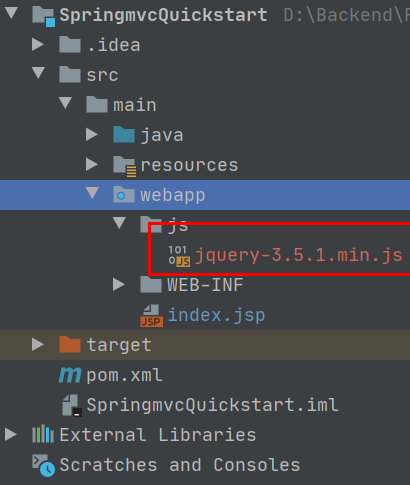 SpringmvcQuickstart D:\Backend\
.idea
src
main
java
resources
webapp
js
101
0 JS jquery-3.5.1.min.js
WEB-INF
JSP index.jsp
target
m pom.xml
SpringmvcQuickstart.iml
External Libraries
Scratches and Consoles